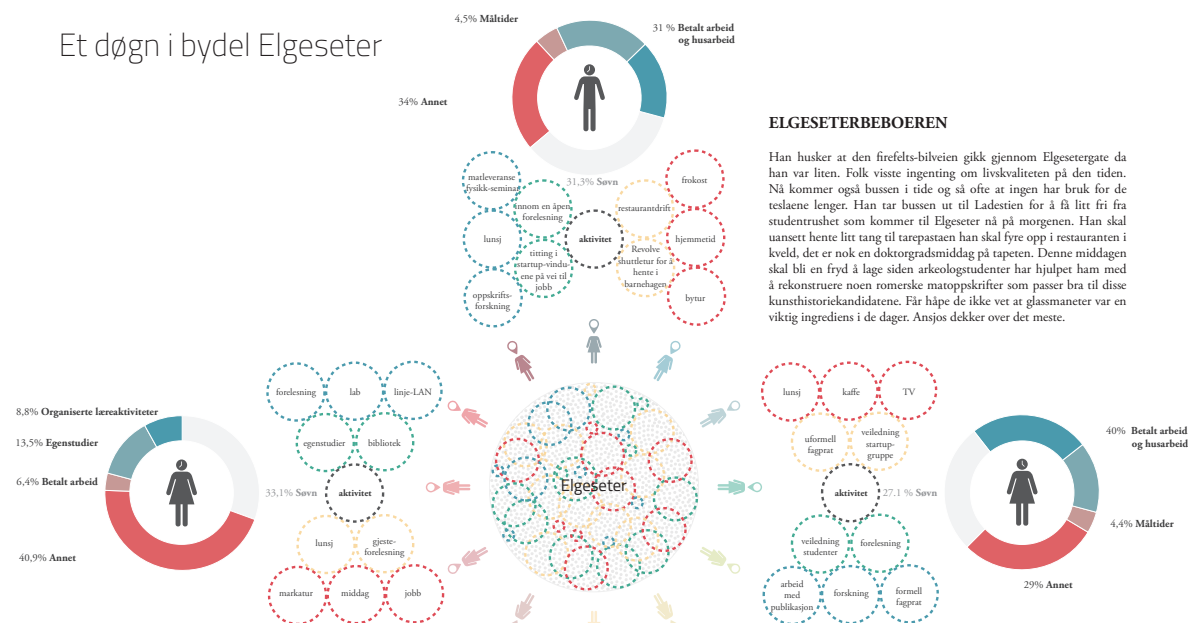 Et døgn i bydel Elgeseter
4,5% Måltider
31 % Betalt arbeid
og husarbeid
34% Annet
31,3% Søvn
matleveranse
fysikk-seminar
innom en åpen
forelesning
lunsj
titting i
startup-vindu-
ene på vei til
jobb
oppskrifts-
forskning
aktivitet
restaurantdrift
Revolve
shuttletur for å
hente i
barnehagen
frokost
hjemmetid
bytur
ELGESETERBEBOEREN
Han husker at den firefelts-bilveien gikk gjennom Elgesetergate da
han var liten. Folk visste ingenting om livskvaliteten på den tiden.
Nå kommer også bussen i tide og så ofte at ingen har bruk for de
teslaene lenger. Han tar bussen ut til Ladestien for å få litt fri fra
studentrushet som kommer til Elgeseter nå på morgenen. Han skal
uansett hente litt tang til tarepastaen han skal fyre opp i restauranten i
kveld, det er nok en doktorgradsmiddag på tapeten. Denne middagen
skal bli en fryd å lage siden arkeologstudenter har hjulpet ham med
å rekonstruere noen romerske matoppskrifter som passer bra til disse
kunsthistoriekandidatene. Får håpe de ikke vet at glassmaneter var en
viktig ingrediens i de dager. Ansjos dekker over det meste.
8,8% Organiserte læreaktiviteter
13,5% Egenstudier
6,4% Betalt arbeid
40,9% Annet
33,1% Søvn
forelesning
lab
linje-LAN
egenstudier
bibliotek
aktivitet
lunsj
gjeste-
forelesning
markatur
middag
jobb
Elgeseter
lunsj
kaffe
TV
uformell
fagprat
veiledning
startup-
gruppe
aktivitet
27.1 % Søvn
veiledning
studenter
forelesning
arbeid
med
publikasjon
forskning
formell
fagprat
40% Betalt arbeid
og husarbeid
4,4% Måltider
29% Annet